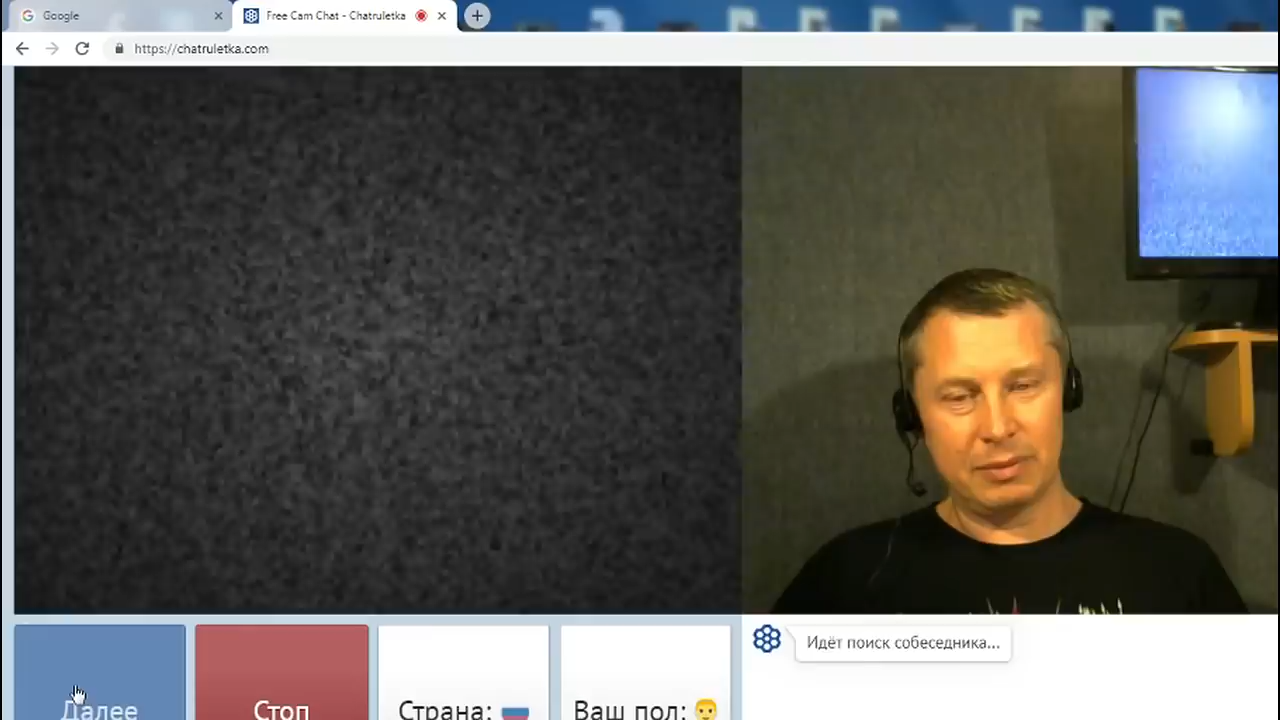 Google
Free Cam Chat - Chatruletka
https://chatruletka.com
Идёт поиск собеседника...
Далее
Стоп
Страна:
Ваш пол: